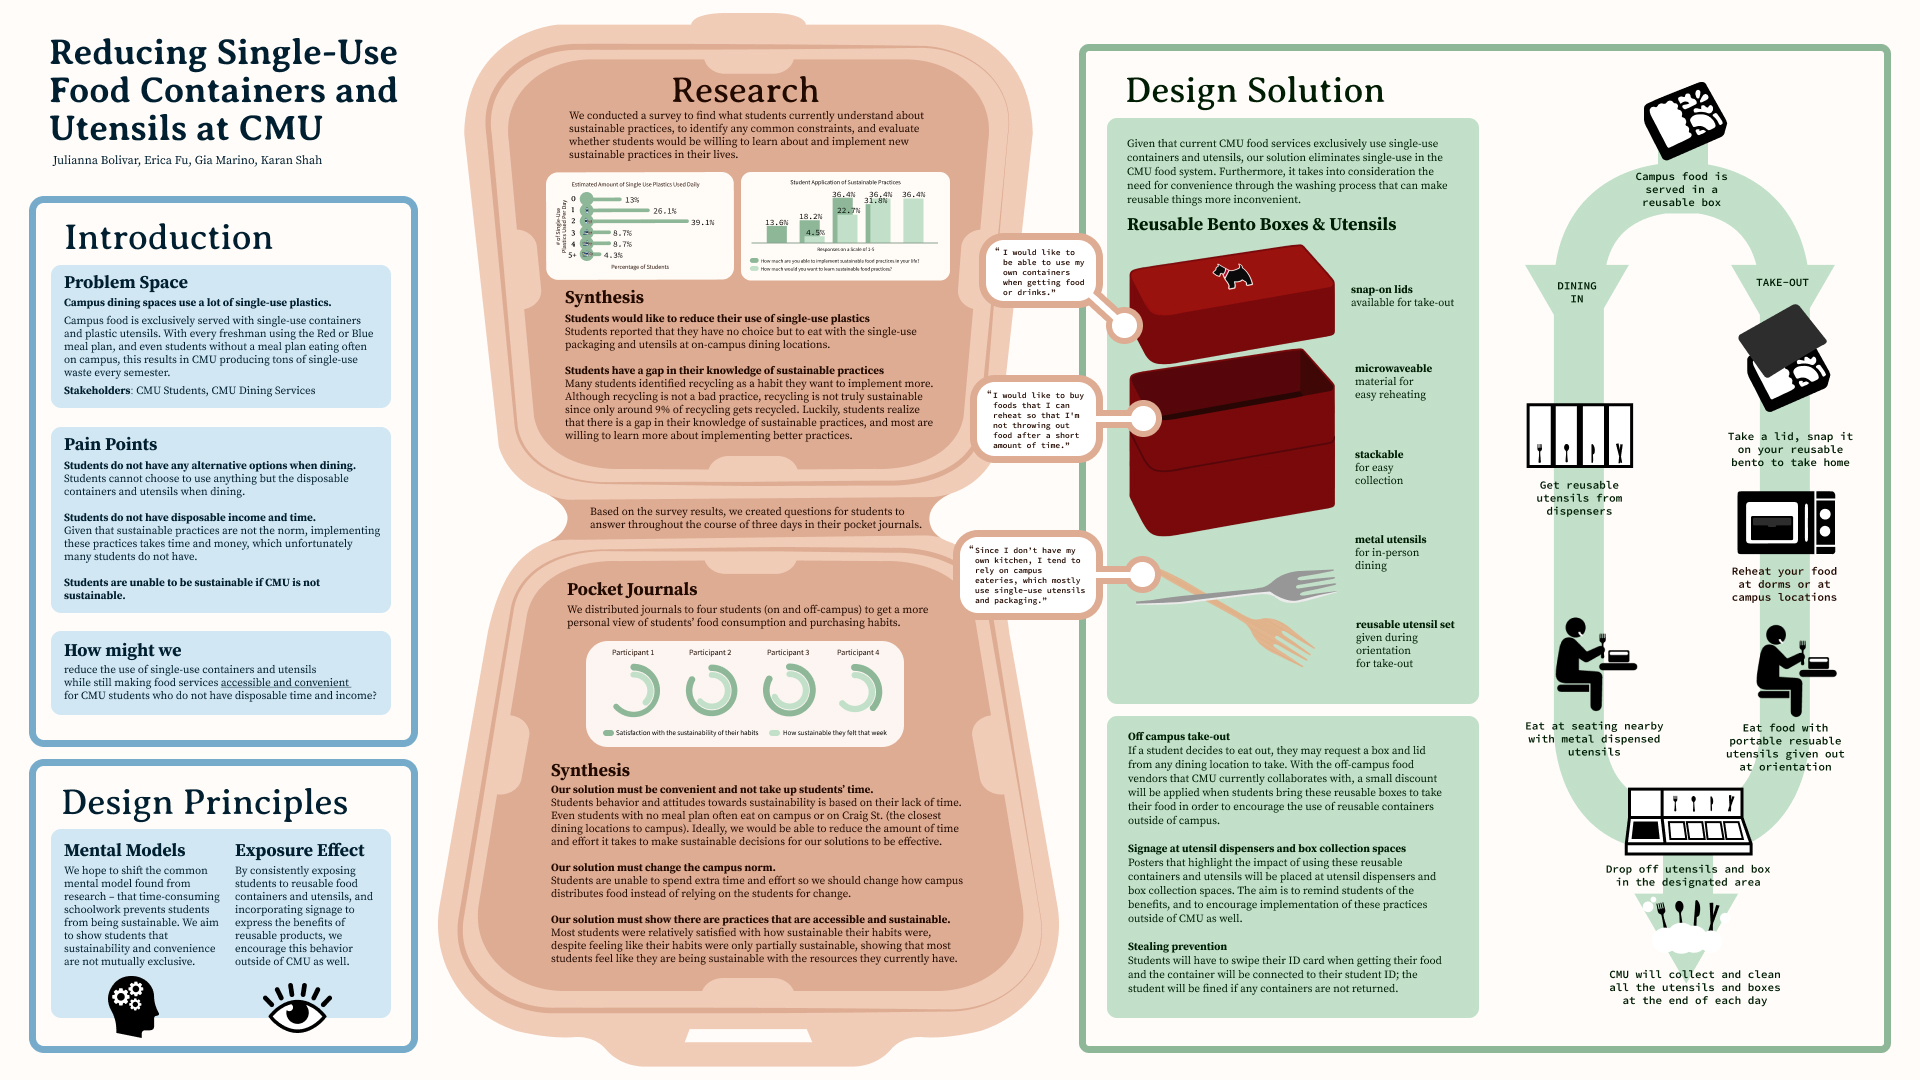 Reducing Single-Use
Food Containers and
Utensils at CMU
Julianna Bolivar, Erica Fu, Gia Marino, Karan Shah
Introduction
Problem Space
Campus dining spaces use a lot of single-use plastics.
Campus food is exclusively served with single-use containers
and plastic utensils. With every freshman using the Red or Blue
meal plan, and even students without a meal plan eating often
on campus, this results in CMU producing tons of single-use
waste every semester.
Stakeholders: CMU Students, CMU Dining Services
Pain Points
Students do not have any alternative options when dining.
Students cannot choose to use anything but the disposable
containers and utensils when dining.
Students do not have disposable income and time.
Given that sustainable practices are not the norm, implementing
these practices takes time and money, which unfortunately
many students do not have.
Students are unable to be sustainable if CMU is not
sustainable.
How might we
reduce the use of single-use containers and utensils
while still making food services accessible and convenient
for CMU students who do not have disposable time and income?
Design Principles
Mental Models
We hope to shift the common
mental model found from
research – that time-consuming
schoolwork prevents students
from being sustainable. We aim
to show students that
sustainability and convenience
are not mutually exclusive.
Exposure Effect
By consistently exposing
students to reusable food
containers and utensils, and
incorporating signage to
express the benefits of
reusable products, we
encourage this behavior
outside of CMU as well.
Research
We conducted a survey to find what students currently understand about
sustainable practices, to identify any common constraints, and evaluate
whether students would be willing to learn about and implement new
sustainable practices in their lives.
Estimated Amount of Single Use Plastics Used Daily
# of Single-Use
Plastics Used Per Day
0 13%
1 26.1%
2 39.1%
3 8.7%
4 8.7%
5+ 4.3%
Percentage of Students
Student Application of Sustainable Practices
13.6%
18.2%
4.5%
36.4%
22.7%
36.4%
31.8%
36.4%
Responses on a Scale of 1-5
How much are you able to implement sustainable food practices in your life?
How much would you want to learn sustainable food practices?
Synthesis
Students would like to reduce their use of single-use plastics
Students reported that they have no choice but to eat with the single-use
packaging and utensils at on-campus dining locations.
Students have a gap in their knowledge of sustainable practices
Many students identified recycling as a habit they want to implement more.
Although recycling is not a bad practice, recycling is not truly sustainable
since only around 9% of recycling gets recycled. Luckily, students realize
that there is a gap in their knowledge of sustainable practices, and most are
willing to learn more about implementing better practices.
Based on the survey results, we created questions for students to
answer throughout the course of three days in their pocket journals.
Pocket Journals
We distributed journals to four students (on and off-campus) to get a more
personal view of students’ food consumption and purchasing habits.
Participant 1
Participant 2
Participant 3
Participant 4
Satisfaction with the sustainability of their habits
How sustainable they felt that week
Synthesis
Our solution must be convenient and not take up students’ time.
Students behavior and attitudes towards sustainability is based on their lack of time.
Even students with no meal plan often eat on campus or on Craig St. (the closest
dining locations to campus). Ideally, we would be able to reduce the amount of time
and effort it takes to make sustainable decisions for our solutions to be effective.
Our solution must change the campus norm.
Students are unable to spend extra time and effort so we should change how campus
distributes food instead of relying on the students for change.
Our solution must show there are practices that are accessible and sustainable.
Most students were relatively satisfied with how sustainable their habits were,
despite feeling like their habits were only partially sustainable, showing that most
students feel like they are being sustainable with the resources they currently have.
“I would like to
be able to use my
own containers
when getting food
or drinks.”
“I would like to buy
foods that I can
reheat so that I’m
not throwing out
food after a short
amount of time.”
“Since I don’t have my
own kitchen, I tend to
rely on campus
eateries, which mostly
use single-use utensils
and packaging.”
Design Solution
Given that current CMU food services exclusively use single-use
containers and utensils, our solution eliminates single-use in the
CMU food system. Furthermore, it takes into consideration the
need for convenience through the washing process that can make
reusable things more inconvenient.
Reusable Bento Boxes & Utensils
snap-on lids
available for take-out
microwaveable
material for
easy reheating
stackable
for easy
collection
metal utensils
for in-person
dining
reusable utensil set
given during
orientation
for take-out
Off campus take-out
If a student decides to eat out, they may request a box and lid
from any dining location to take. With the off-campus food
vendors that CMU currently collaborates with, a small discount
will be applied when students bring these reusable boxes to take
their food in order to encourage the use of reusable containers
outside of campus.
Signage at utensil dispensers and box collection spaces
Posters that highlight the impact of using these reusable
containers and utensils will be placed at utensil dispensers and
box collection spaces. The aim is to remind students of the
benefits, and to encourage implementation of these practices
outside of CMU as well.
Stealing prevention
Students will have to swipe their ID card when getting their food
and the container will be connected to their student ID; the
student will be fined if any containers are not returned.
Campus food is
served in a
reusable box
DINING
IN
TAKE-OUT
Get reusable
utensils from
dispensers
Take a lid, snap it
on your reusable
bento to take home
Reheat your food
at dorms or at
campus locations
Eat at seating nearby
with metal dispensed
utensils
Eat food with
portable resuable
utensils given out
at orientation
Drop off utensils and box
in the designated area
CMU will collect and clean
all the utensils and boxes
at the end of each day